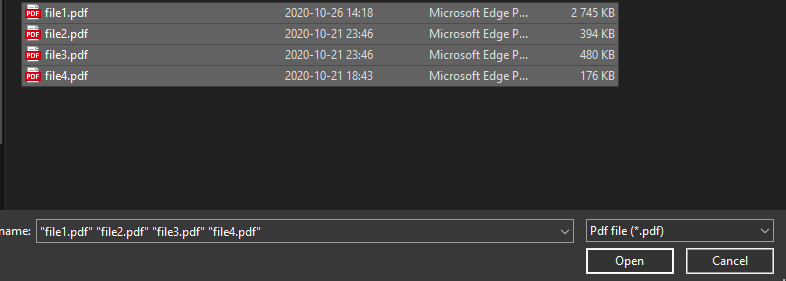 PDF file1.pdf 2020-10-26 14:18 Microsoft Edge P... 2 745 KB
PDF file2.pdf 2020-10-21 23:46 Microsoft Edge P... 394 KB
PDF file3.pdf 2020-10-21 23:46 Microsoft Edge P... 480 KB
PDF file4.pdf 2020-10-21 18:43 Microsoft Edge P... 176 KB
name: "file1.pdf" "file2.pdf" "file3.pdf" "file4.pdf" Pdf file (*.pdf)
Open Cancel